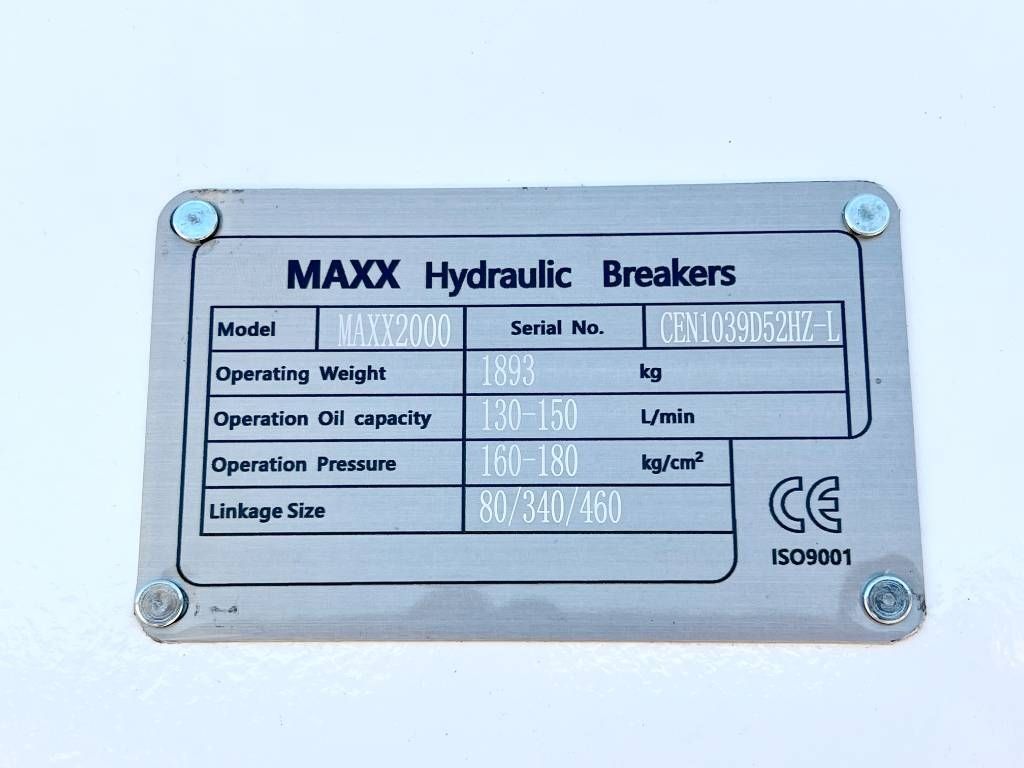 MAXX Hydraulic Breakers
Model MAXX2000 Serial No. CEN1039D52HZ-L
Operating Weight 1893 kg
Operation Oil capacity 130-150 L/min
Operation Pressure 160-180 kg/cm²
Linkage Size 80/340/460
CE
ISO9001